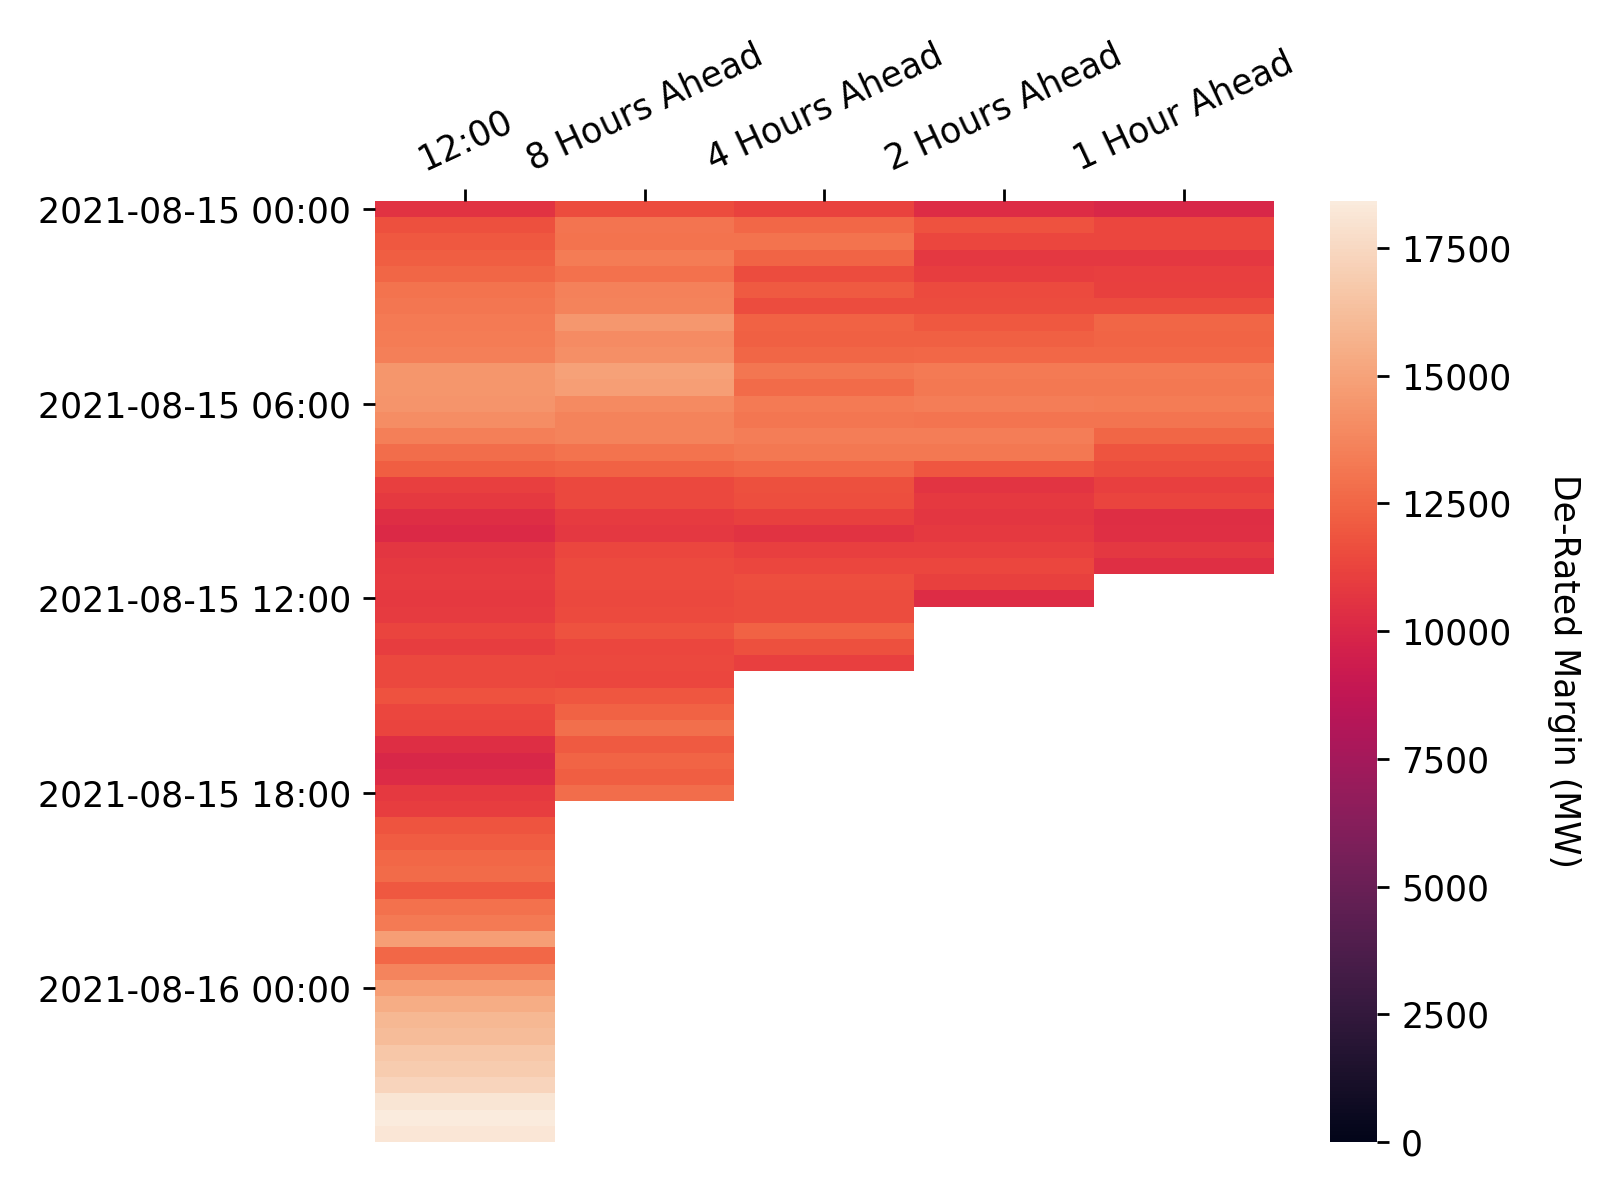 12:00
8 Hours Ahead
4 Hours Ahead
2 Hours Ahead
1 Hour Ahead
2021-08-15 00:00
2021-08-15 06:00
2021-08-15 12:00
2021-08-15 18:00
2021-08-16 00:00
17500
15000
12500
10000
7500
5000
2500
0
De-Rated Margin (MW)